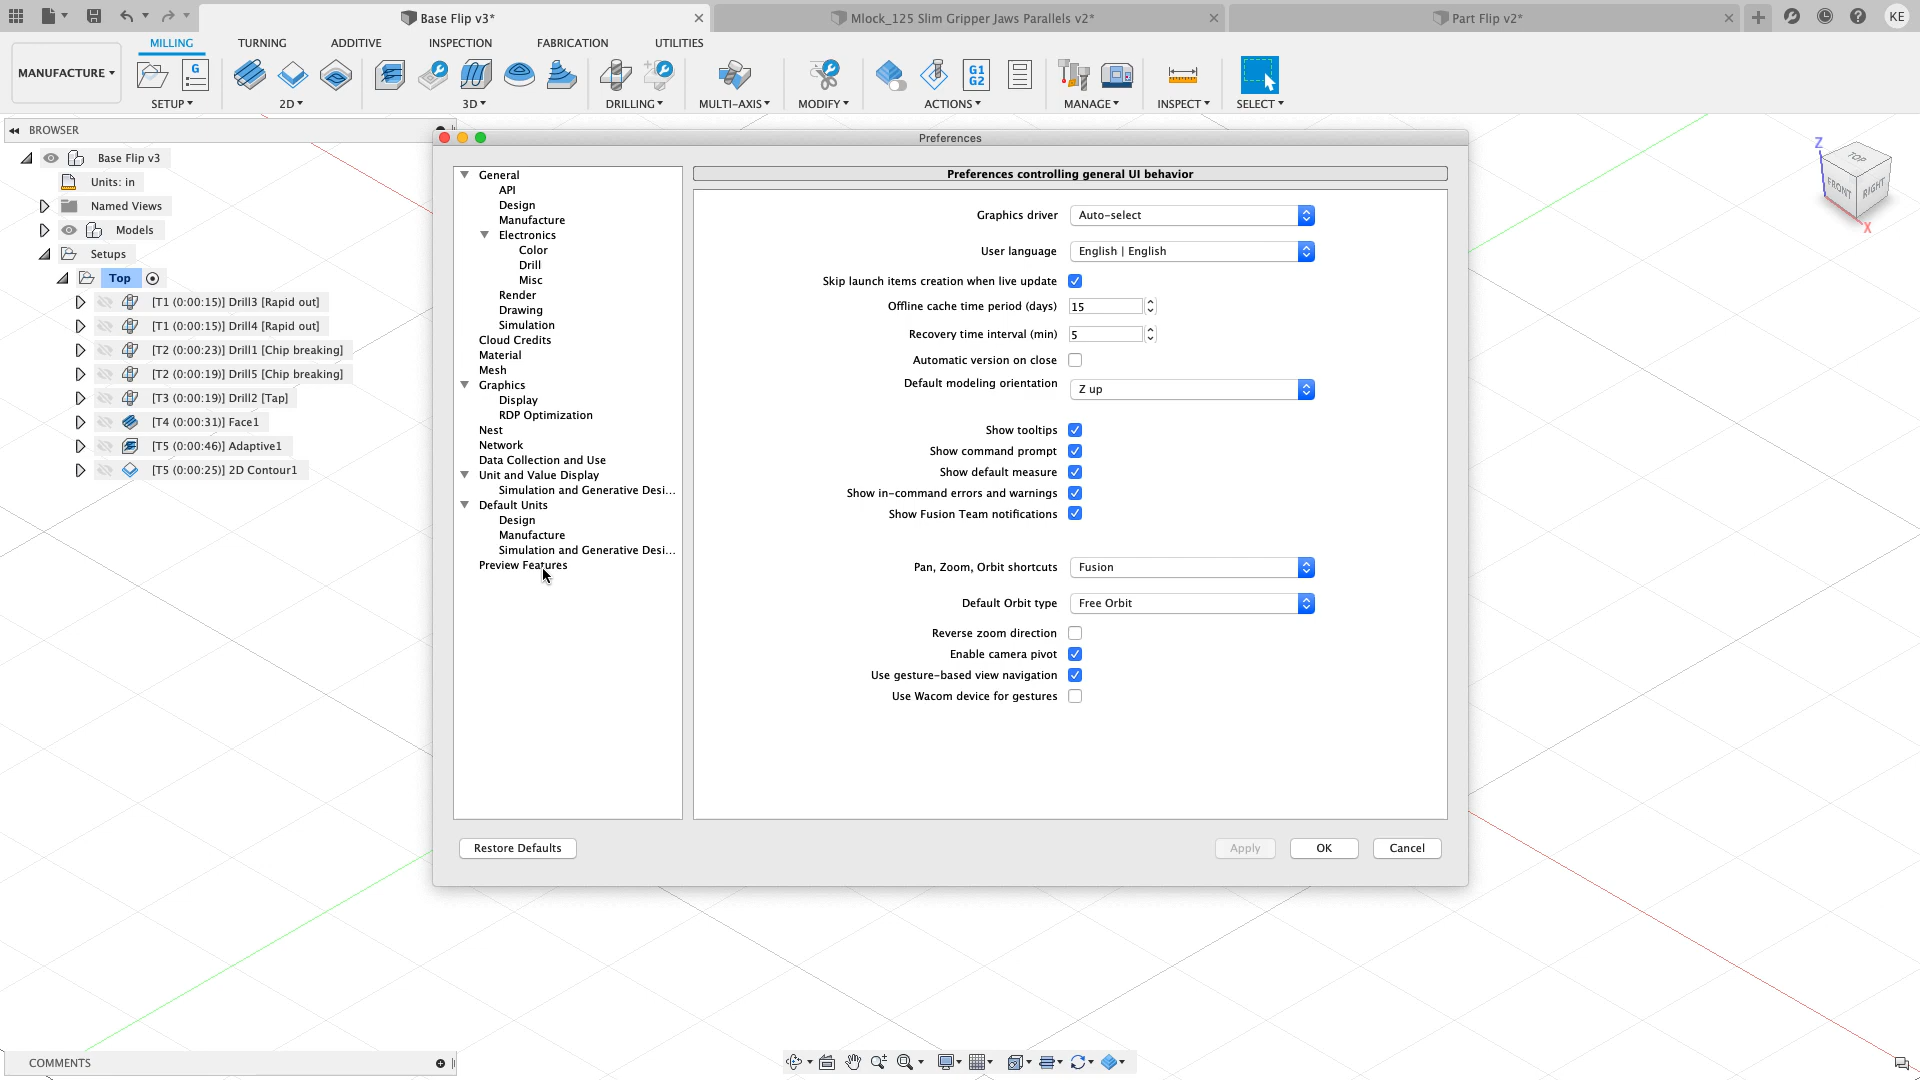 Base Flip v3*
Mlock_125 Slim Gripper Jaws Parallels v2*
Part Flip v2*
KE
MILLING
TURNING
ADDITIVE
INSPECTION
FABRICATION
UTILITIES
MANUFACTURE
G
G1
G2
SETUP
2D
3D
DRILLING
MULTI-AXIS
MODIFY
ACTIONS
MANAGE
INSPECT
SELECT
BROWSER
Base Flip v3
Units: in
Named Views
Models
Setups
Top
[T1 (0:00:15)] Drill3 [Rapid out]
[T1 (0:00:15)] Drill4 [Rapid out]
[T2 (0:00:23)] Drill1 [Chip breaking]
[T2 (0:00:19)] Drill5 [Chip breaking]
[T3 (0:00:19)] Drill2 [Tap]
[T4 (0:00:31)] Face1
[T5 (0:00:46)] Adaptive1
[T5 (0:00:25)] 2D Contour1
Preferences
General
API
Design
Manufacture
Electronics
Color
Drill
Misc
Render
Drawing
Simulation
Cloud Credits
Material
Mesh
Graphics
Display
RDP Optimization
Nest
Network
Data Collection and Use
Unit and Value Display
Simulation and Generative Desi...
Default Units
Design
Manufacture
Simulation and Generative Desi...
Preview Features
Preferences controlling general UI behavior
Graphics driver Auto-select
User language English | English
Skip launch items creation when live update
Offline cache time period (days) 15
Recovery time interval (min) 5
Automatic version on close
Default modeling orientation Z up
Show tooltips
Show command prompt
Show default measure
Show in-command errors and warnings
Show Fusion Team notifications
Pan, Zoom, Orbit shortcuts Fusion
Default Orbit type Free Orbit
Reverse zoom direction
Enable camera pivot
Use gesture-based view navigation
Use Wacom device for gestures
Restore Defaults
Apply
OK
Cancel
Z
TOP
FRONT
RIGHT
X
COMMENTS